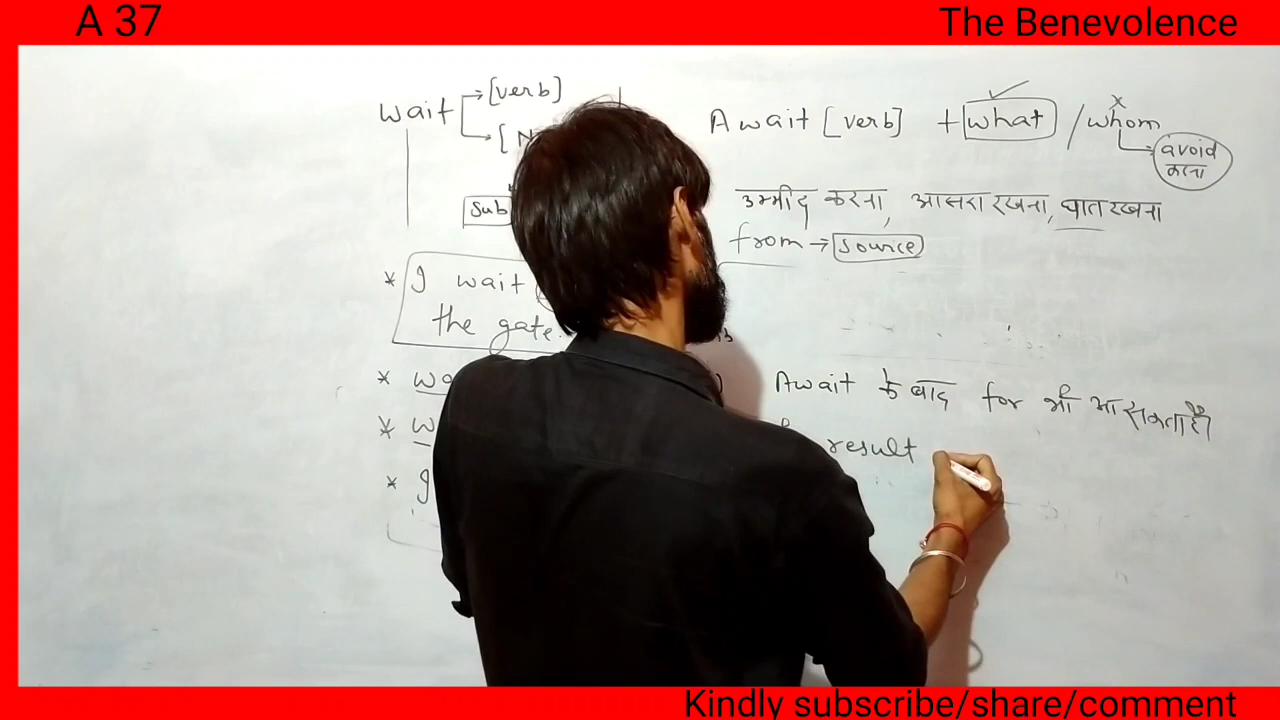 A 37
The Benevolence
wait → [verb]
→ [
Sub
* I wait
the gate.
*
*
* I
Await [verb] + what / whom
avoid
करना
उम्मीद करना, आसरा रखना, घात रखना
from → source
Await के बाद for भी आ सकता है।
result
Kindly subscribe/share/comment